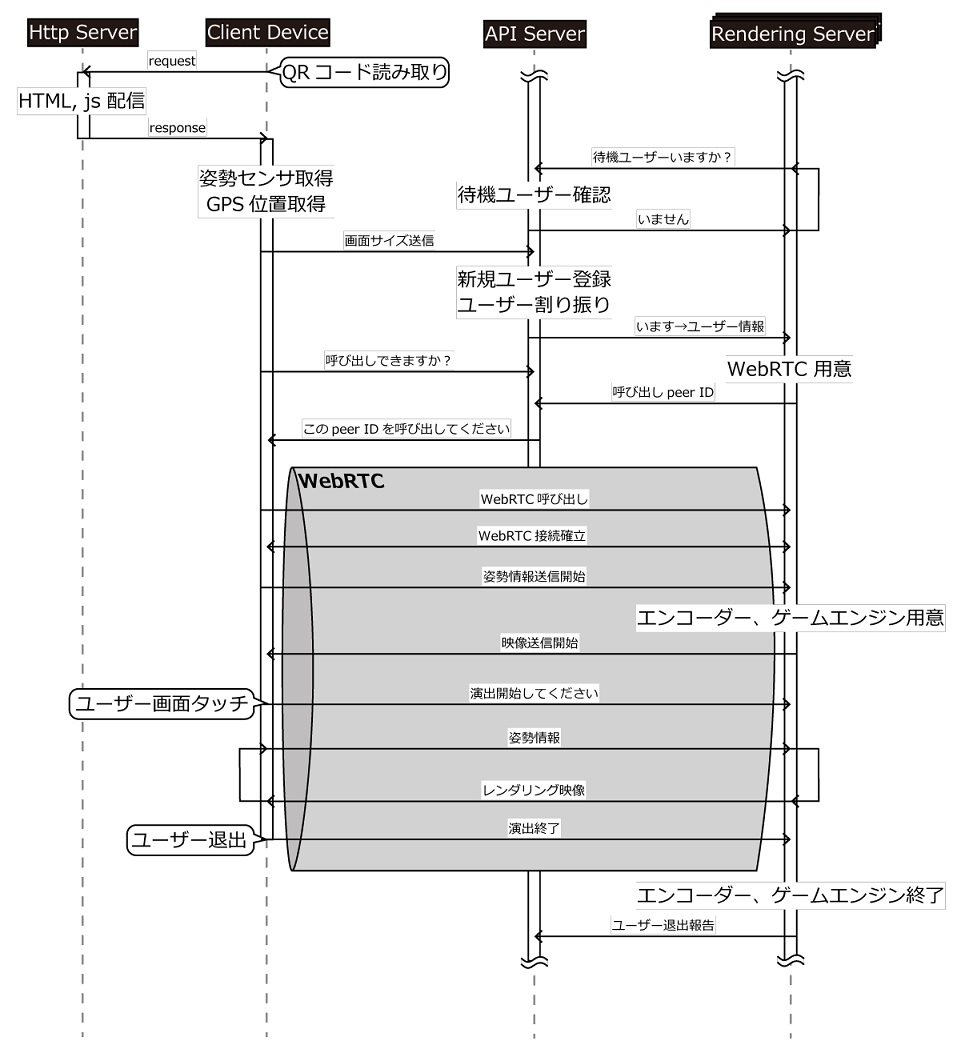 Http Server
Client Device
API Server
Rendering Server
request
QR コード読み取り
HTML, js 配信
response
待機ユーザーいますか？
姿勢センサ取得
GPS 位置取得
待機ユーザー確認
いません
画面サイズ送信
新規ユーザー登録
ユーザー割り振り
います→ユーザー情報
呼び出しできますか？
WebRTC 用意
呼び出し peer ID
この peer ID を呼び出してください
WebRTC
WebRTC 呼び出し
WebRTC 接続確立
姿勢情報送信開始
エンコーダー、ゲームエンジン用意
映像送信開始
ユーザー画面タッチ
演出開始してください
姿勢情報
レンダリング映像
ユーザー退出
演出終了
エンコーダー、ゲームエンジン終了
ユーザー退出報告